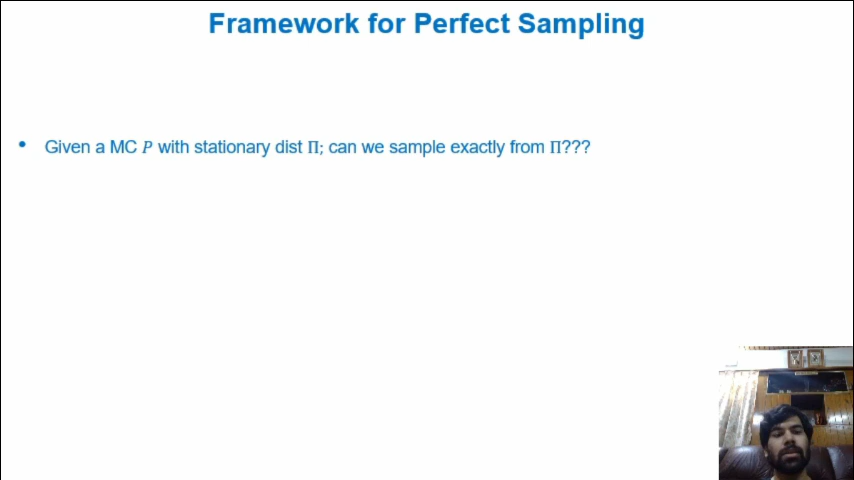 Framework for Perfect Sampling
• Given a MC P with stationary dist Π; can we sample exactly from Π???